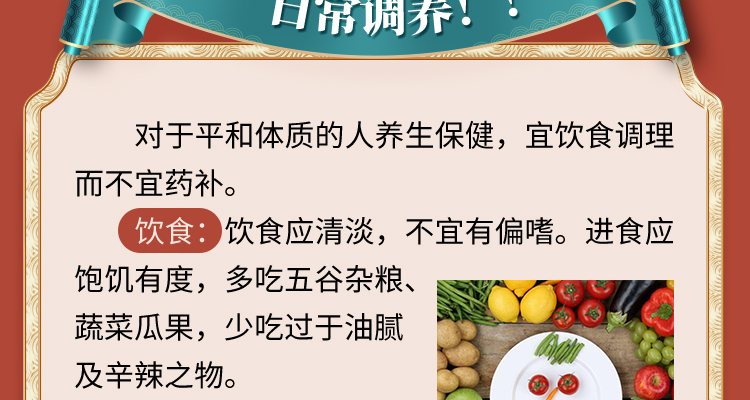 日常调养！！
对于平和体质的人养生保健，宜饮食调理
而不宜药补。
饮食：饮食应清淡，不宜有偏嗜。进食应
饱饥有度，多吃五谷杂粮、
蔬菜瓜果，少吃过于油腻
及辛辣之物。